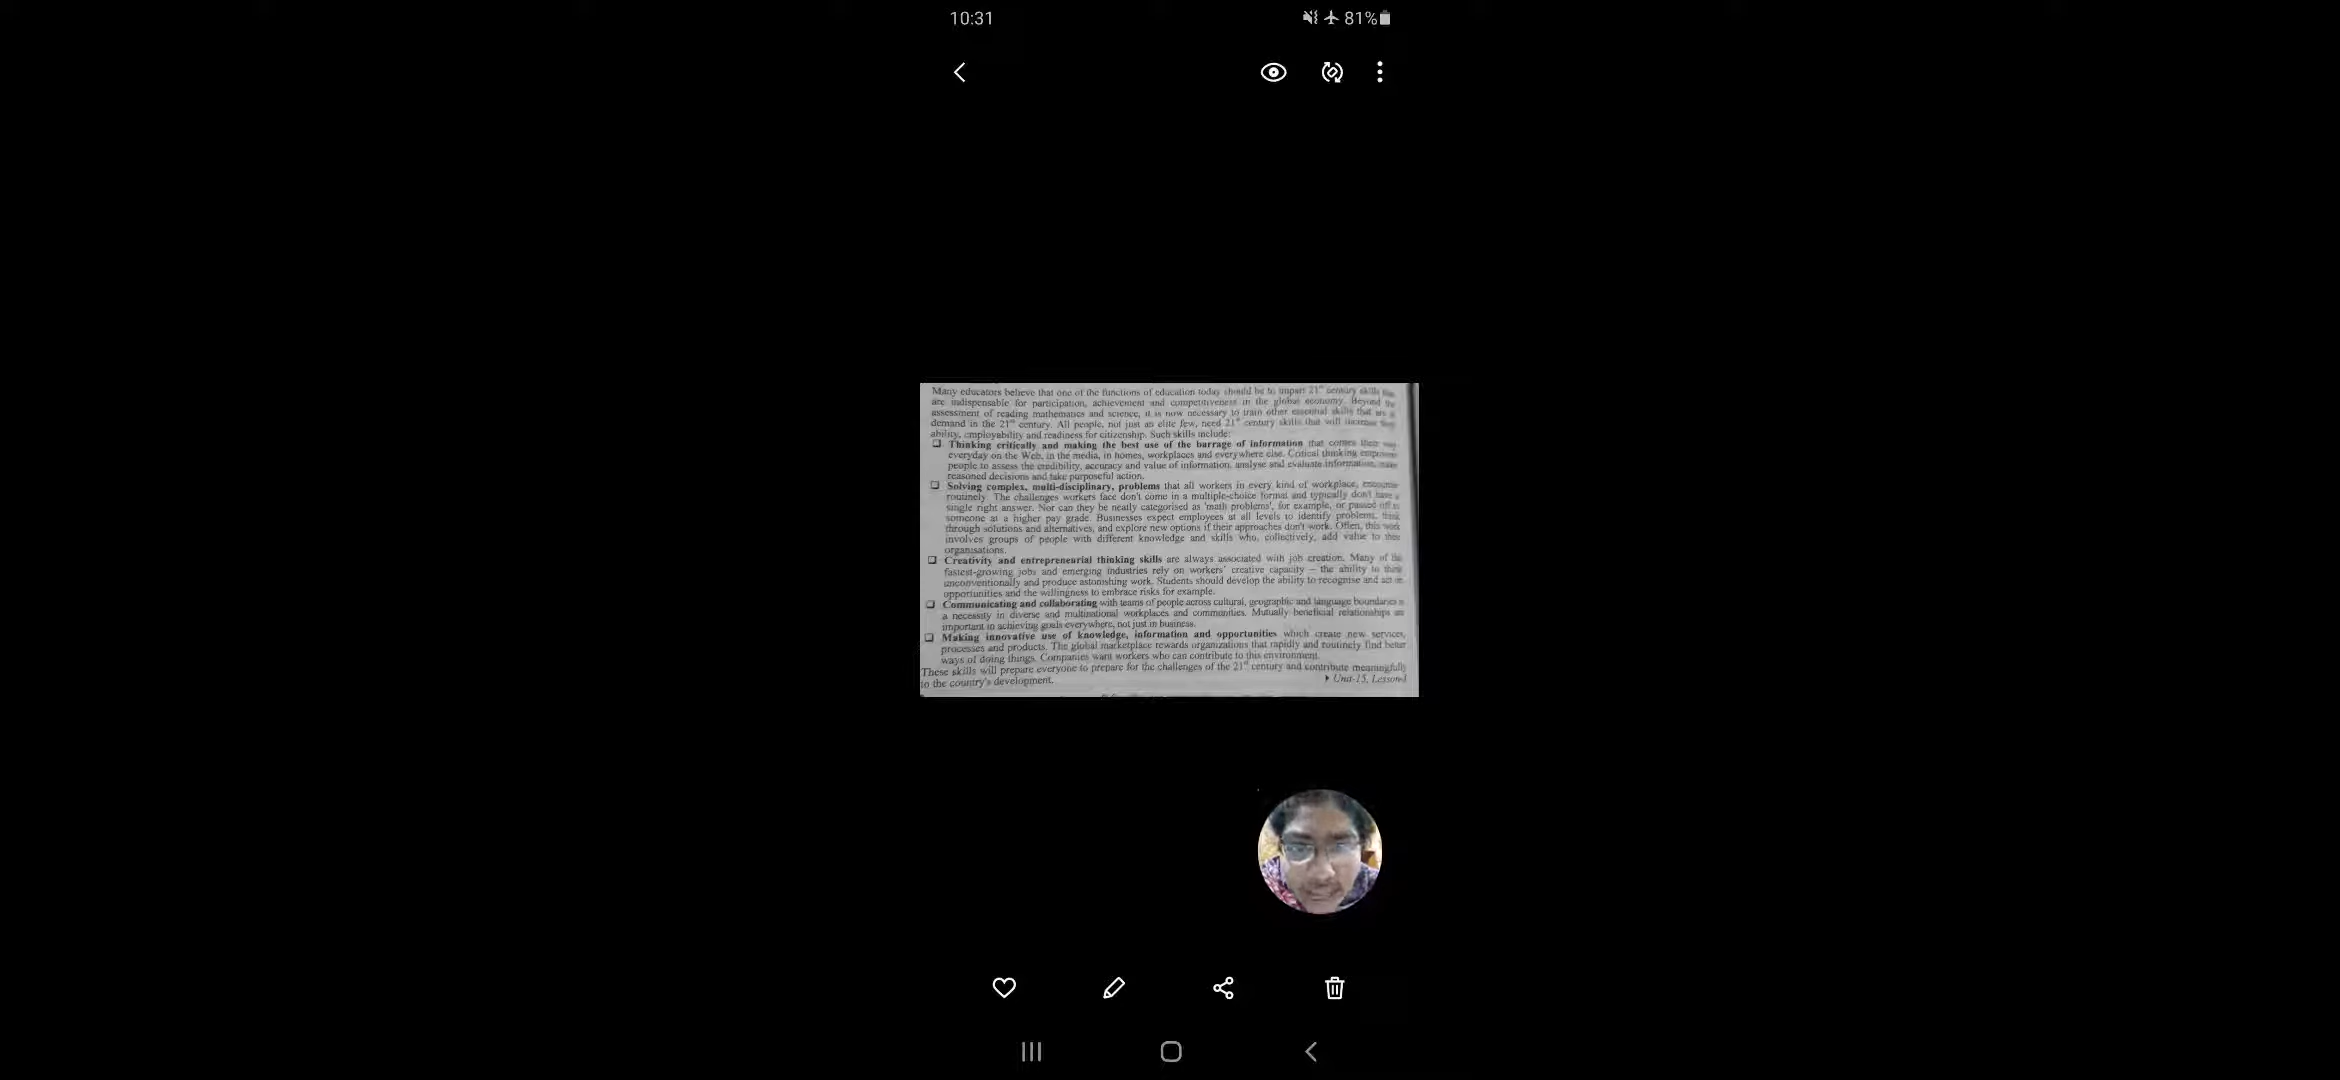 10:31
81%
Many educators believe that one of the functions of education today should be to impart 21st century skills
are indispensable for participation, achievement and competitiveness in the global economy. Beyond the
assessment of reading mathematics and science, it is now necessary to train other essential skills that are
demand in the 21st century. All people, not just an elite few, need 21st century skills that will increase
ability, employability and readiness for citizenship. Such skills include:
❑ Thinking critically and making the best use of the barrage of information that comes their way
everyday on the Web, in the media, in homes, workplaces and everywhere else. Critical thinking empowers
people to assess the credibility, accuracy and value of information, analyse and evaluate information, make
reasoned decisions and take purposeful action.
❑ Solving complex, multi-disciplinary, problems that all workers in every kind of workplace, encounter
routinely. The challenges workers face don't come in a multiple-choice format and typically don't have a
single right answer. Nor can they be neatly categorised as 'math problems', for example, or passed off to
someone at a higher pay grade. Businesses expect employees at all levels to identify problems, think
through solutions and alternatives, and explore new options if their approaches don't work. Often, this work
involves groups of people with different knowledge and skills who, collectively, add value to their
organisations.
❑ Creativity and entrepreneurial thinking skills are always associated with job creation. Many of the
fastest-growing jobs and emerging industries rely on workers' creative capacity – the ability to think
unconventionally and produce astonishing work. Students should develop the ability to recognise and act on
opportunities and the willingness to embrace risks for example.
❑ Communicating and collaborating with teams of people across cultural, geographic and language boundaries
a necessity in diverse and multinational workplaces and communities. Mutually beneficial relationships are
important in achieving goals everywhere, not just in business.
❑ Making innovative use of knowledge, information and opportunities which create new services,
processes and products. The global marketplace rewards organizations that rapidly and routinely find better
ways of doing things. Companies want workers who can contribute to this environment.
These skills will prepare everyone to prepare for the challenges of the 21st century and contribute meaningfully
to the country's development.
Unit-15, Lesson-1